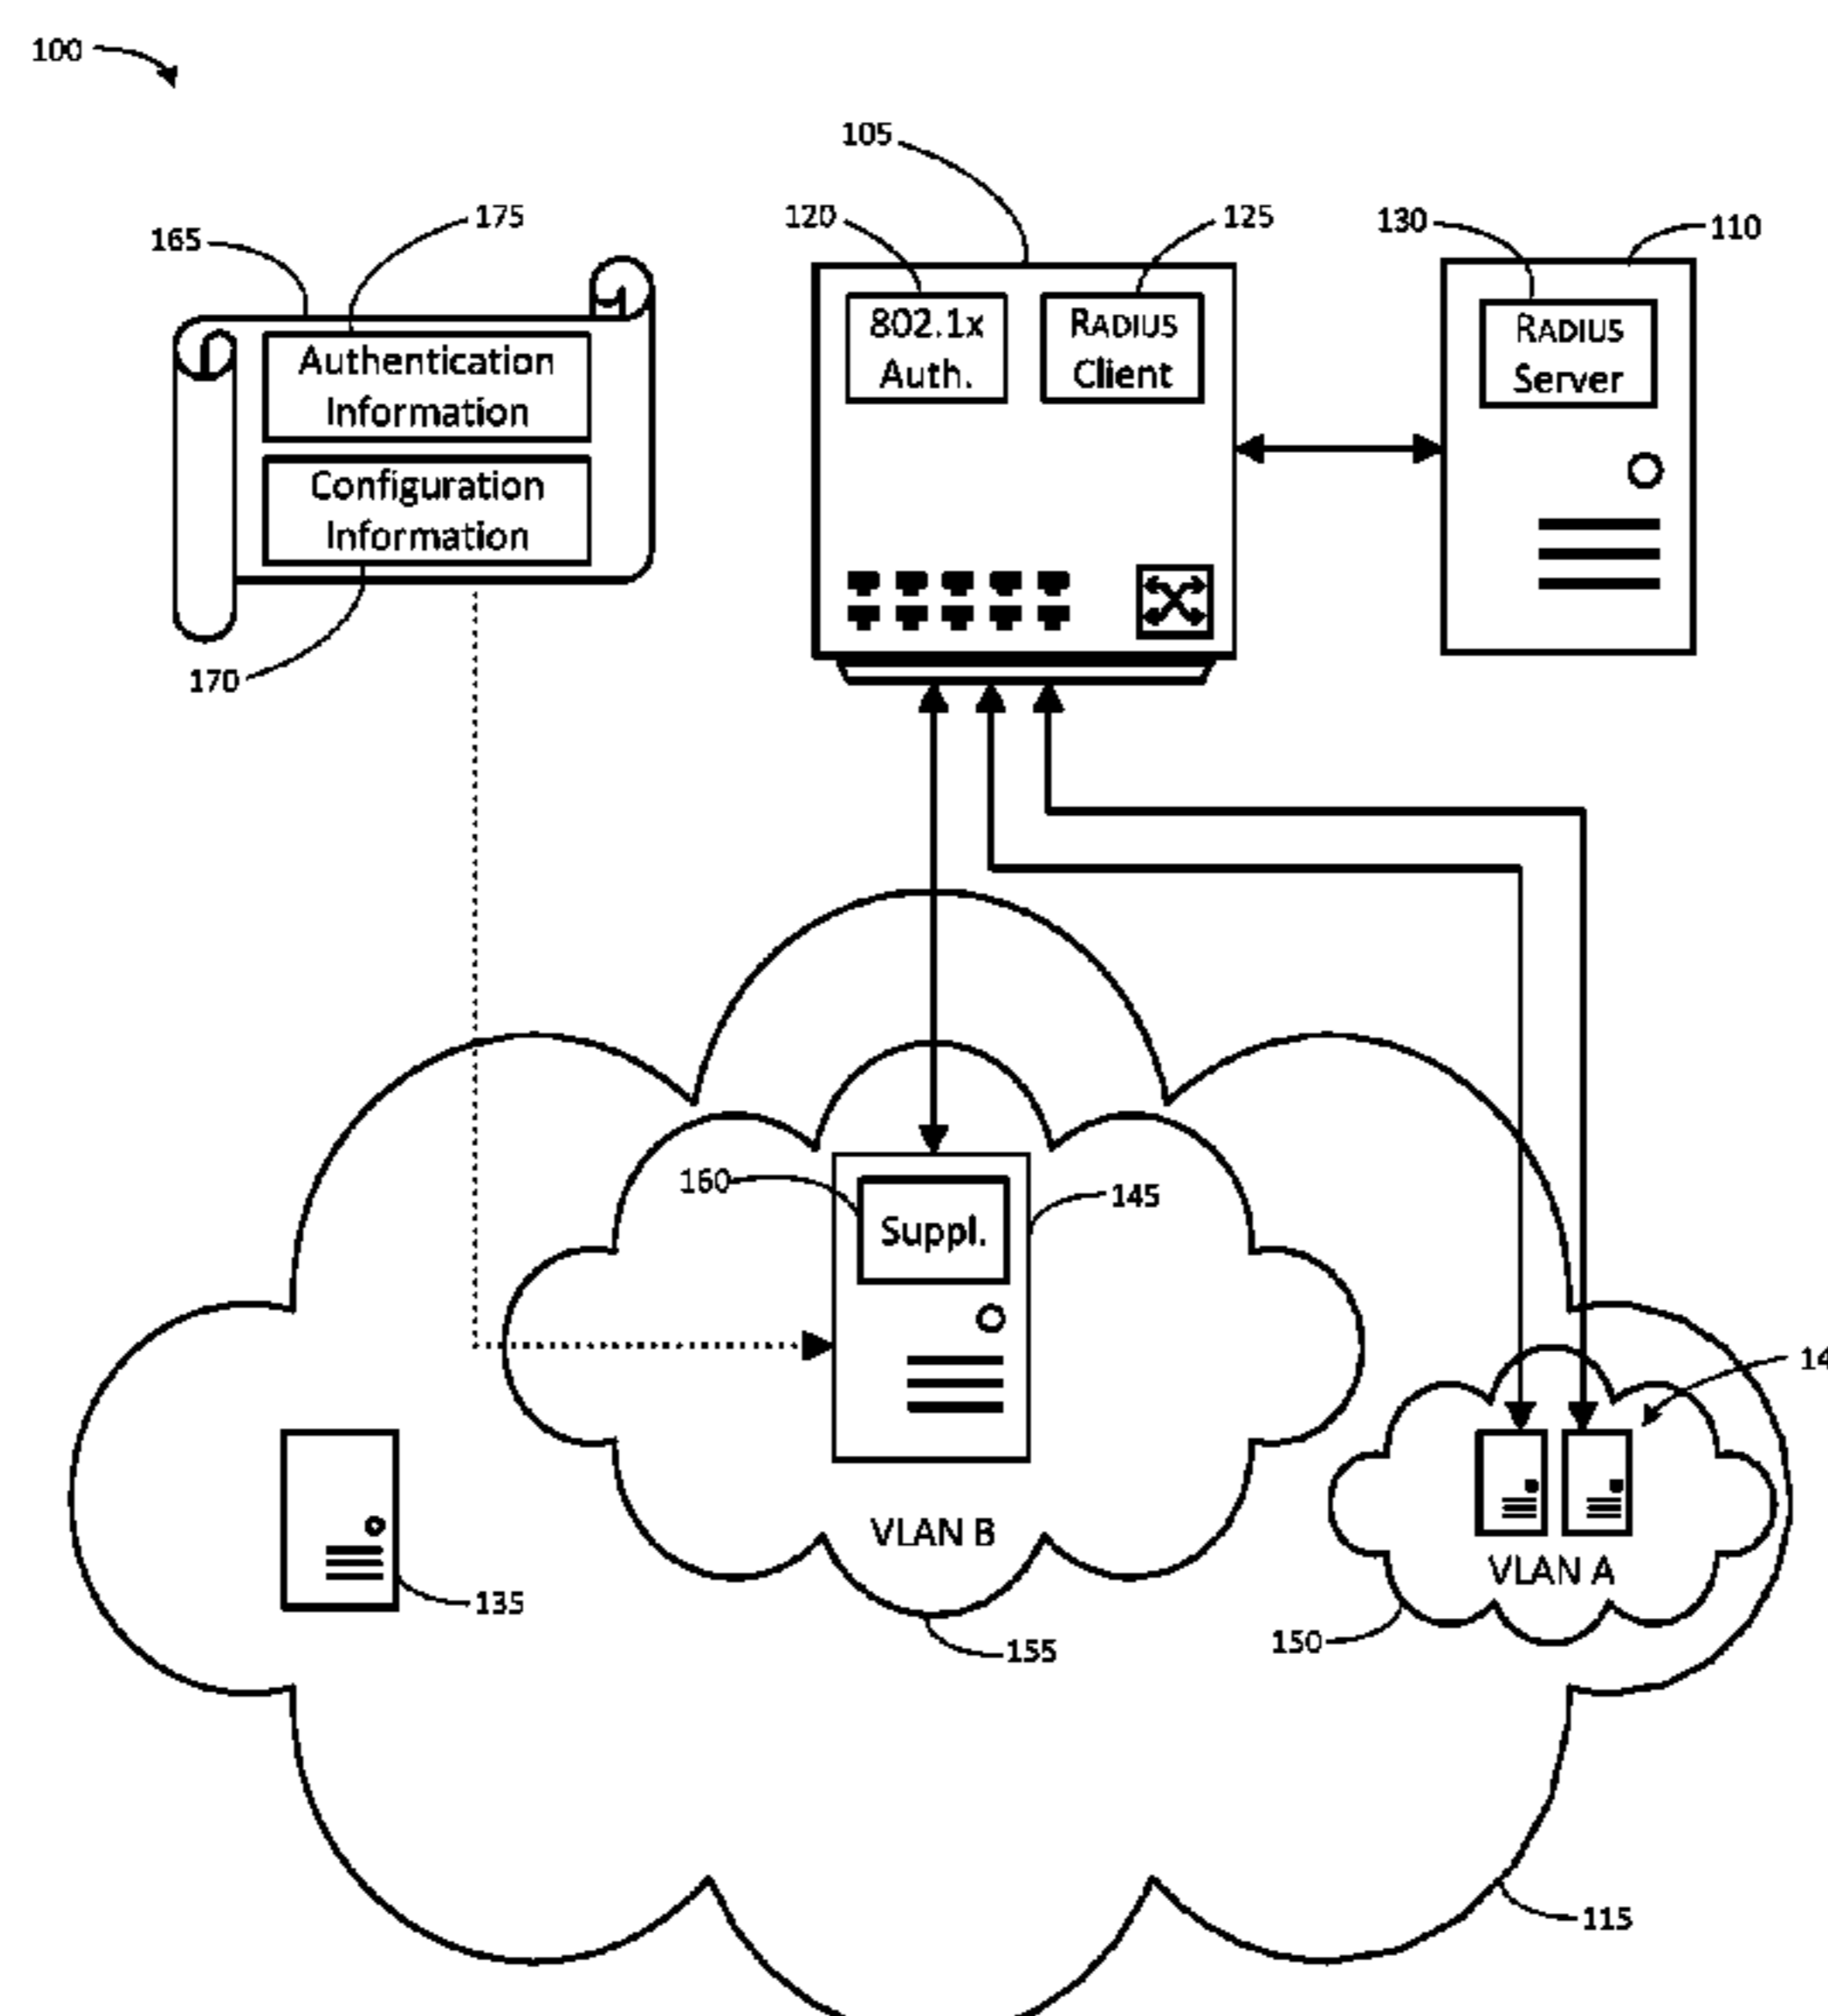 100
105
165
175
120
125
130
110
Authentication
Information
Configuration
Information
802.1x
Auth.
RADIUS
Client
RADIUS
Server
170
160
Suppl.
145
14
135
VLAN B
VLAN A
155
150
115